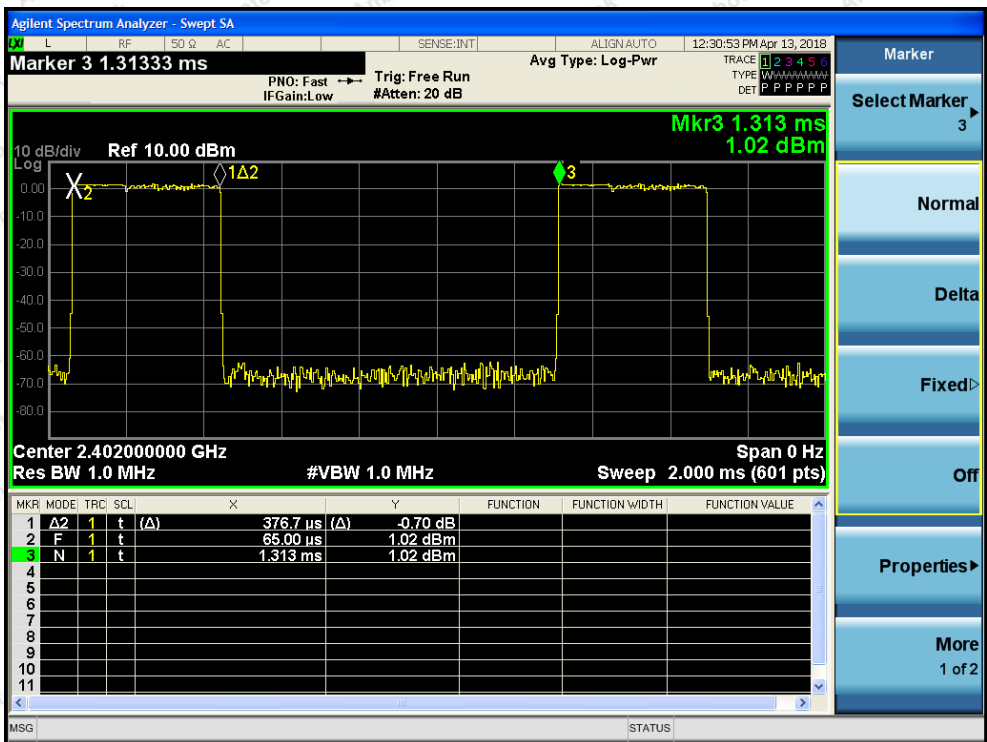 Agilent Spectrum Analyzer - Swept SA
LXI L RF 50 Ω AC SENSE:INT ALIGN AUTO 12:30:53 PM Apr 13, 2018
Marker 3 1.31333 ms
PNO: Fast
IFGain:Low
Trig: Free Run
#Atten: 20 dB
Avg Type: Log-Pwr
TRACE 1 2 3 4 5 6
TYPE WWWWWW
DET P P P P P P
Mkr3 1.313 ms
1.02 dBm
10 dB/div Ref 10.00 dBm
Log
0.00
-10.0
-20.0
-30.0
-40.0
-50.0
-60.0
-70.0
-80.0
2
1Δ2
3
Center 2.402000000 GHz Span 0 Hz
Res BW 1.0 MHz #VBW 1.0 MHz Sweep 2.000 ms (601 pts)
MKR MODE TRC SCL X Y FUNCTION FUNCTION WIDTH FUNCTION VALUE
1 Δ2 1 t (Δ) 376.7 µs (Δ) -0.70 dB
2 F 1 t 65.00 µs 1.02 dBm
3 N 1 t 1.313 ms 1.02 dBm
4
5
6
7
8
9
10
11
MSG STATUS
Marker
Select Marker
3
Normal
Delta
Fixed
Off
Properties
More
1 of 2